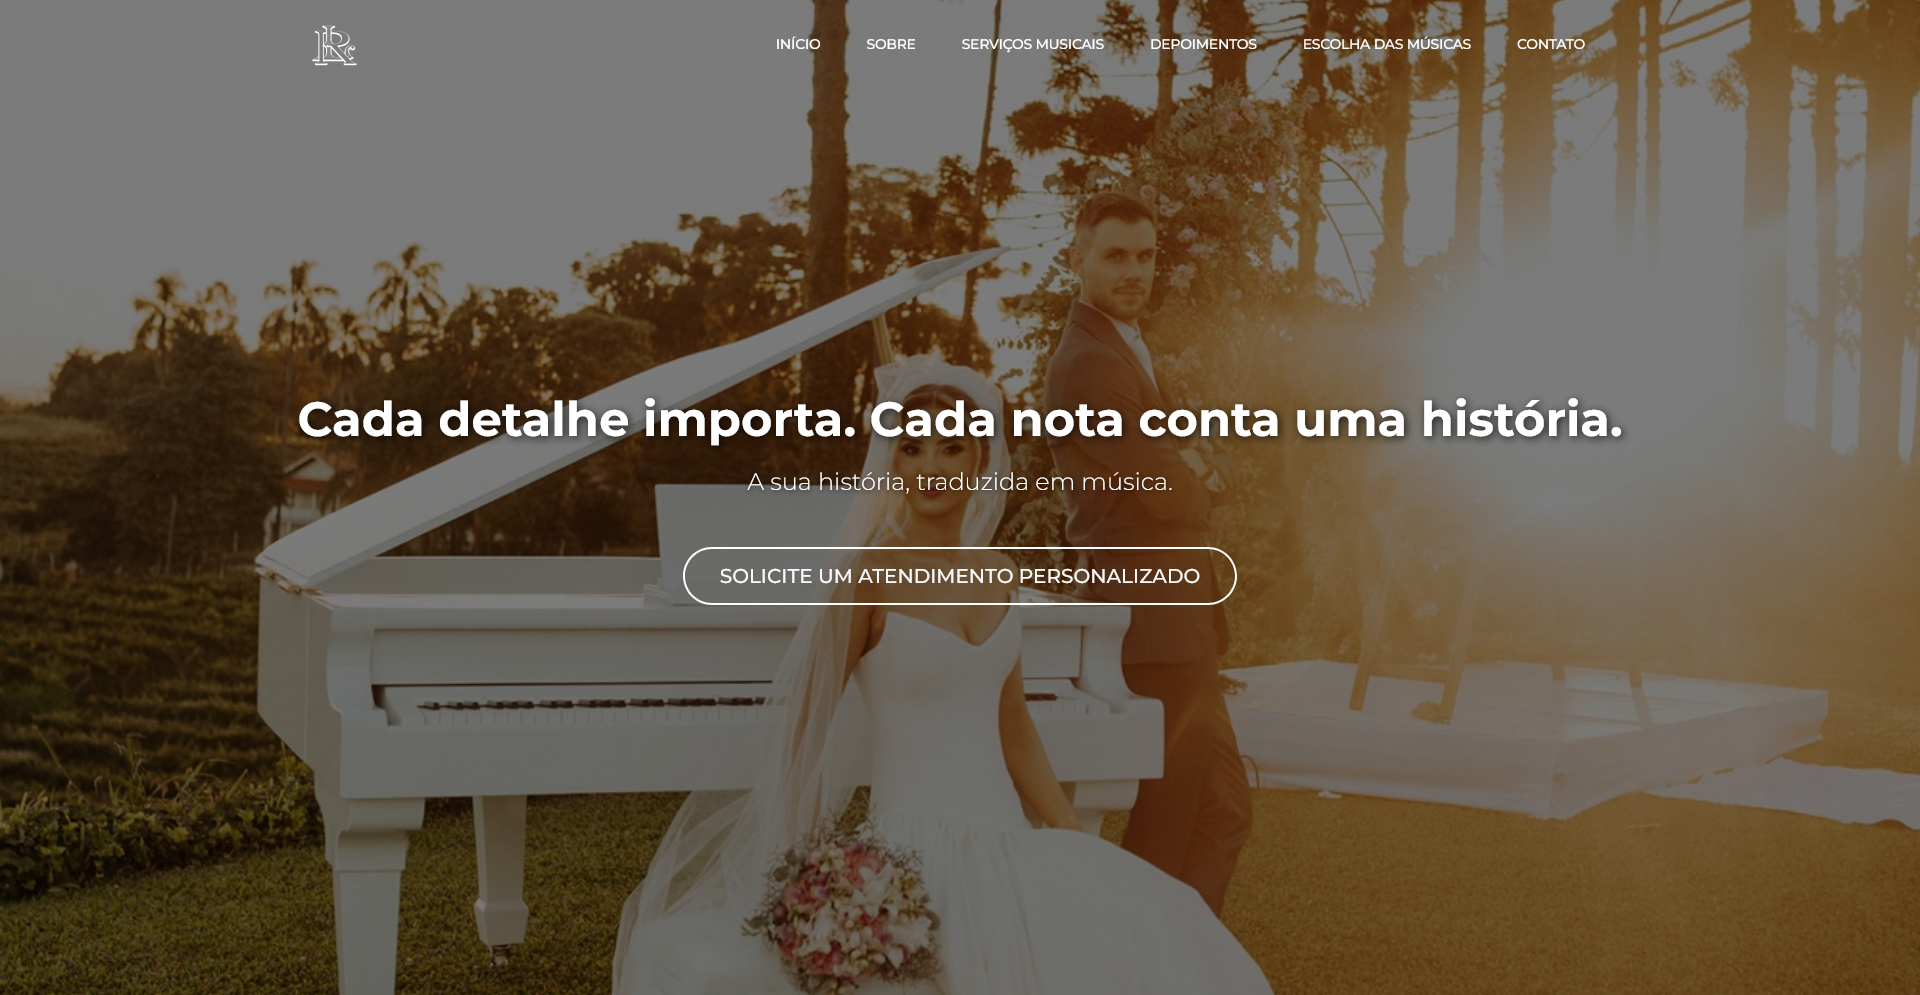 INÍCIO SOBRE SERVIÇOS MUSICAIS DEPOIMENTOS ESCOLHA DAS MÚSICAS CONTATO
Cada detalhe importa. Cada nota conta uma história.
A sua história, traduzida em música.
SOLICITE UM ATENDIMENTO PERSONALIZADO